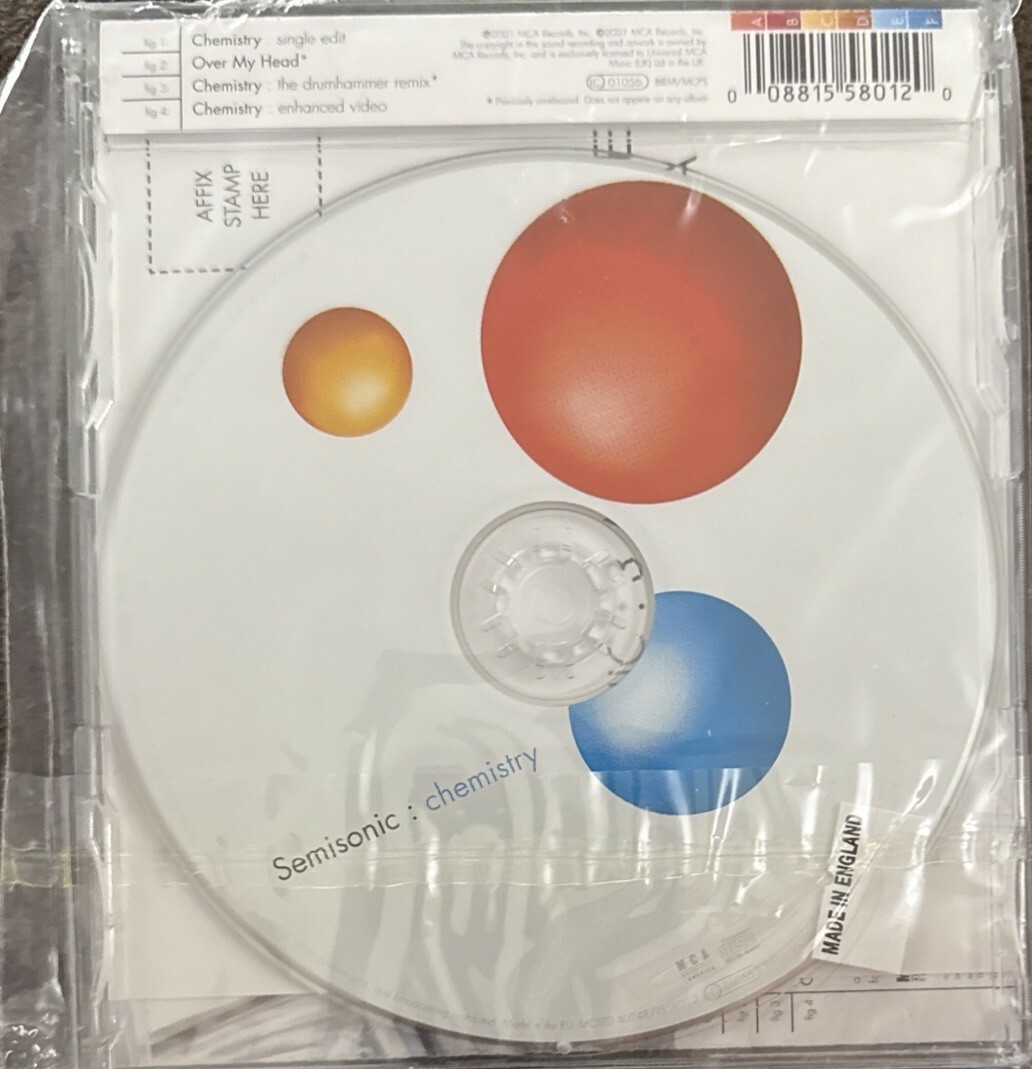 fig 1: Chemistry : single edit
fig 2: Over My Head*
fig 3: Chemistry : the drumhammer remix*
fig 4: Chemistry : enhanced video
℗2001 MCA Records, Inc. ©2001 MCA Records, Inc.
The copyright in this sound recording and artwork is owned by
MCA Records, Inc. and is exclusively licensed to Universal MCA
Music (UK) Ltd in the UK.
LC 01056 BIEM/MCPS
* Previously unreleased. Does not appear on any album.
A B C D E F
0 08815 58012 0
AFFIX
STAMP
HERE
Semisonic : chemistry
MCA
MADE IN ENGLAND
fig 3
fig 4